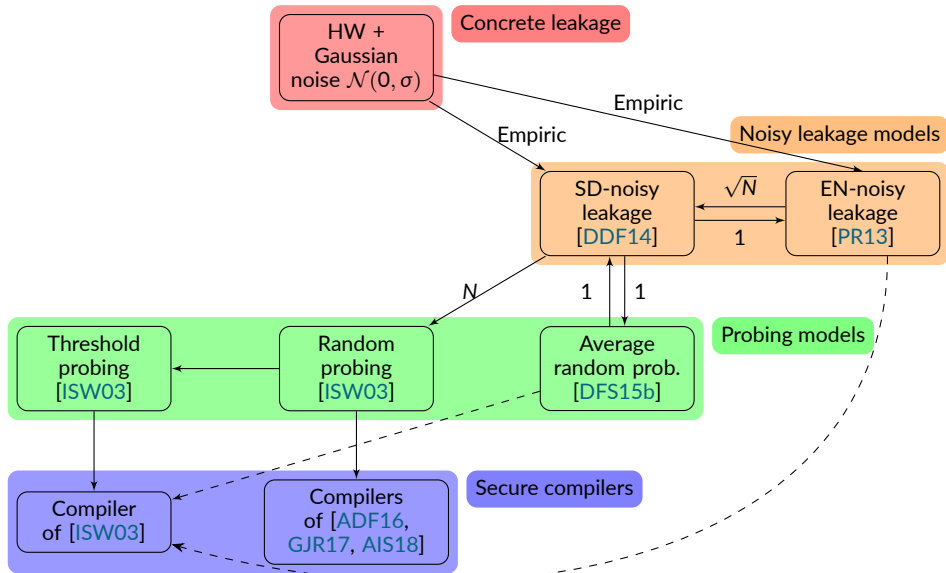 Concrete leakage
HW +
Gaussian
noise 𝒩(0, σ)
Empiric
Empiric
Noisy leakage models
SD-noisy
leakage
[DDF14]
√N
1
EN-noisy
leakage
[PR13]
N
1
1
Probing models
Threshold
probing
[ISW03]
Random
probing
[ISW03]
Average
random prob.
[DFS15b]
Secure compilers
Compiler
of [ISW03]
Compilers
of [ADF16,
GJR17, AIS18]